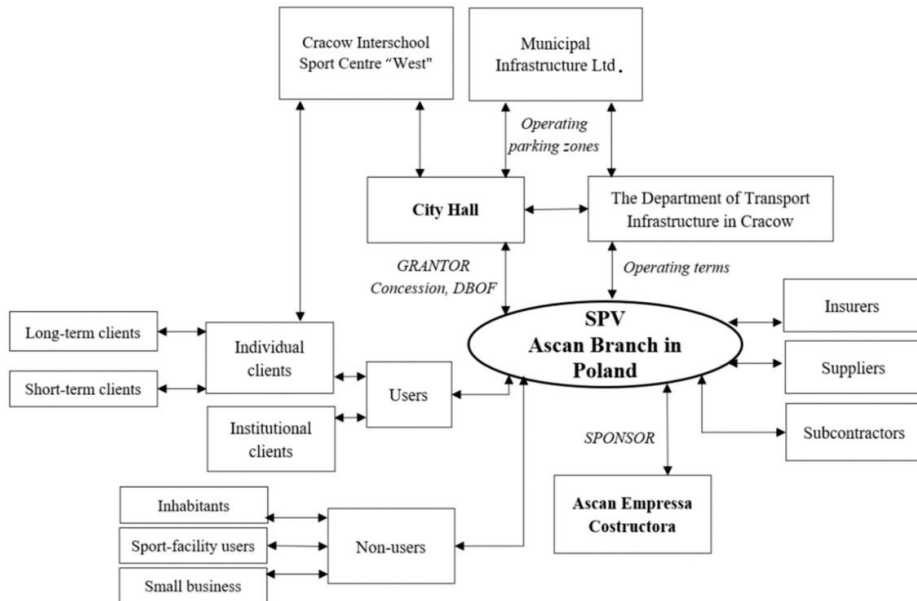 Cracow Interschool
Sport Centre “West"
Municipal
Infrastructure Ltd.
Operating
parking zones
City Hall
The Department of Transport
Infrastructure in Cracow
GRANTOR
Concession, DBOF
Operating terms
SPV
Ascan Branch in
Poland
Insurers
Suppliers
Subcontractors
Long-term clients
Short-term clients
Individual
clients
Users
Institutional
clients
SPONSOR
Ascan Empressa
Costructora
Inhabitants
Sport-facility users
Small business
Non-users